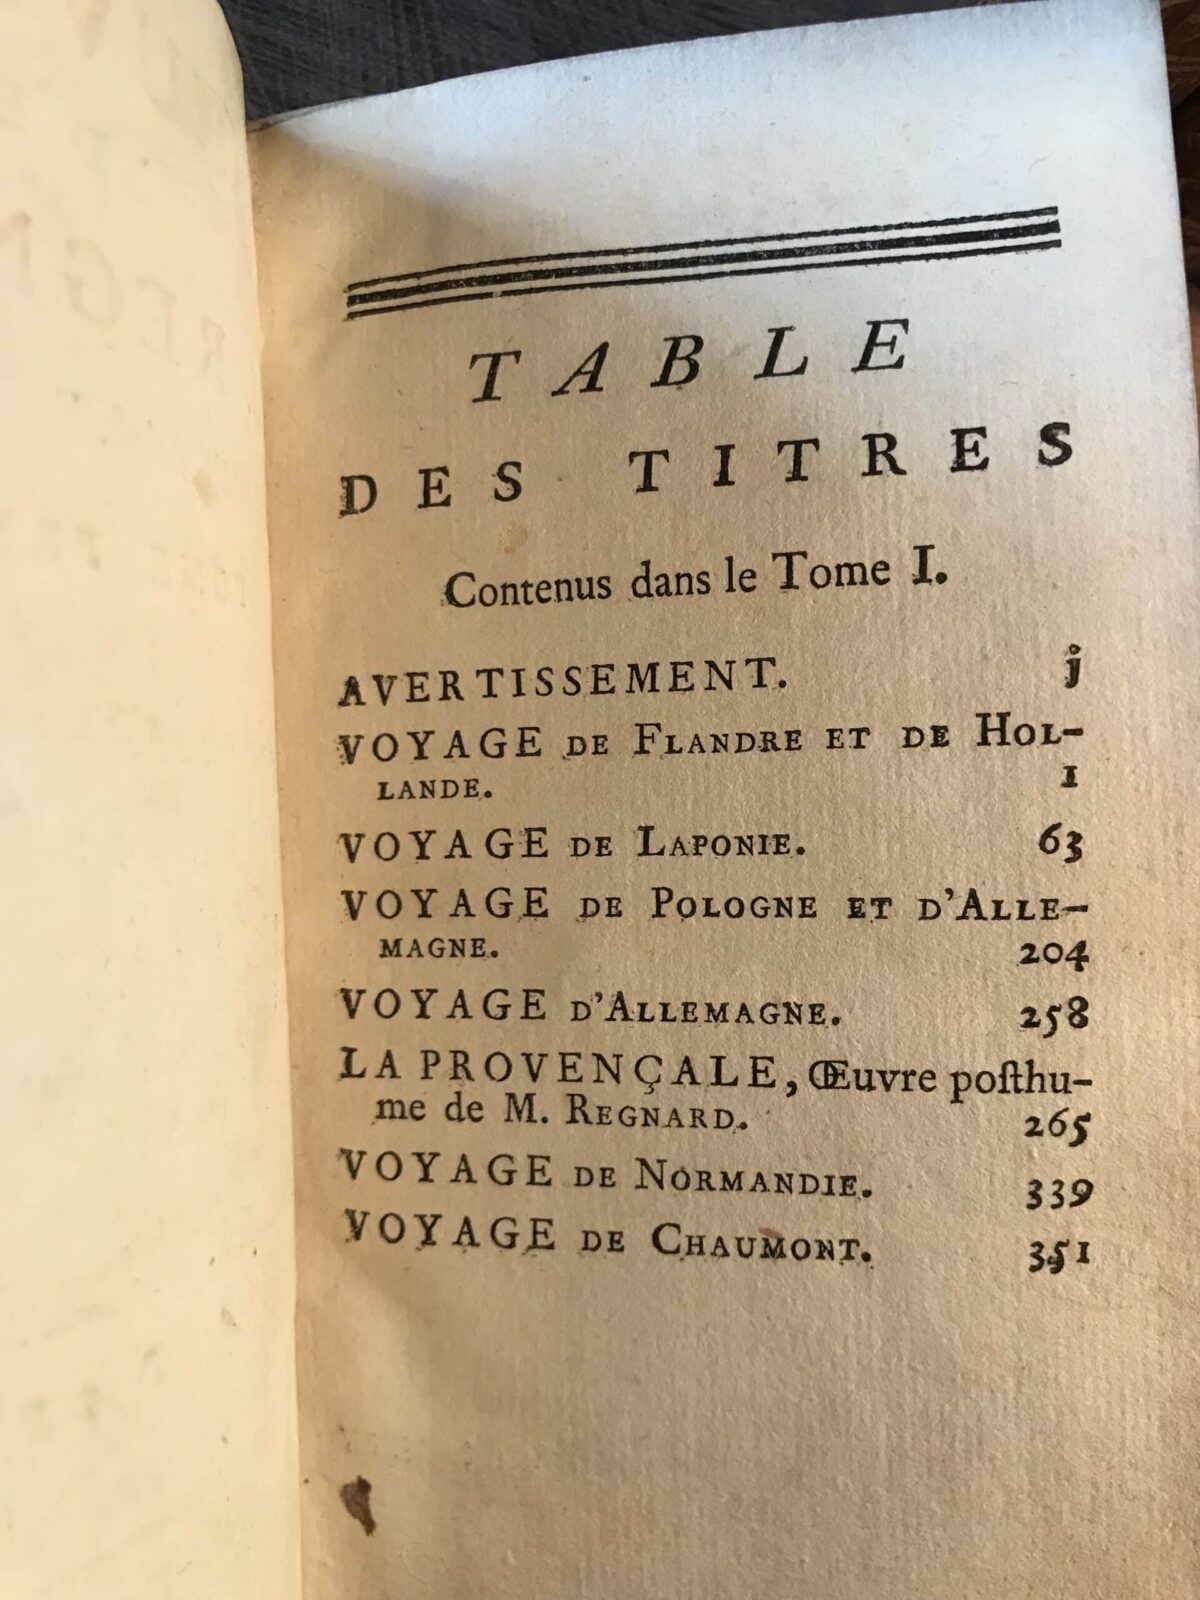 TABLE
DES TITRES
Contenus dans le Tome I.
AVERTISSEMENT. j
VOYAGE DE FLANDRE ET DE HOL-
LANDE. 1
VOYAGE DE LAPONIE. 63
VOYAGE DE POLOGNE ET D'ALLE-
MAGNE. 204
VOYAGE D'ALLEMAGNE. 258
LA PROVENÇALE, Œuvre poſthu-
me de M. REGNARD. 265
VOYAGE DE NORMANDIE. 339
VOYAGE DE CHAUMONT. 351